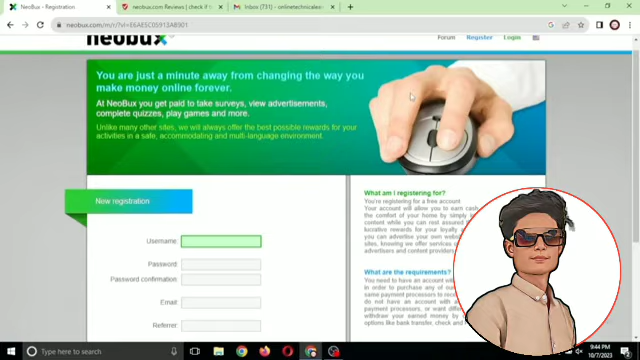 NeoBux - Registration
neobux.com Reviews | check if t
Inbox (731) - onlinetechnicalexi
neobux.com/m/r/?vl=E6AE5C05913AB901
neobux
Forum
Register
Login
You are just a minute away from changing the way you
make money online forever.
At NeoBux you get paid to take surveys, view advertisements,
complete quizzes, play games and more.
Unlike many other sites, we will always offer the best possible rewards for your
activities in a safe, accommodating and multi-language environment.
New registration
Username:
Password:
Password confirmation:
Email:
Referrer:
What am I registering for?
You're registering for a free account
Your account will allow you to earn cash
the comfort of your home by simply
content while you can rest assured
lucrative rewards for your loyalty
you can advertise your own
sites, knowing we offer services
advertisers and content providers
What are the requirements?
You need to have an account
in order to purchase any of our
same payment processors to
do not have an account with
payment processors, or want
withdraw your earned money by
options like bank transfer, check and
Type here to search
9:44 PM
10/7/2023